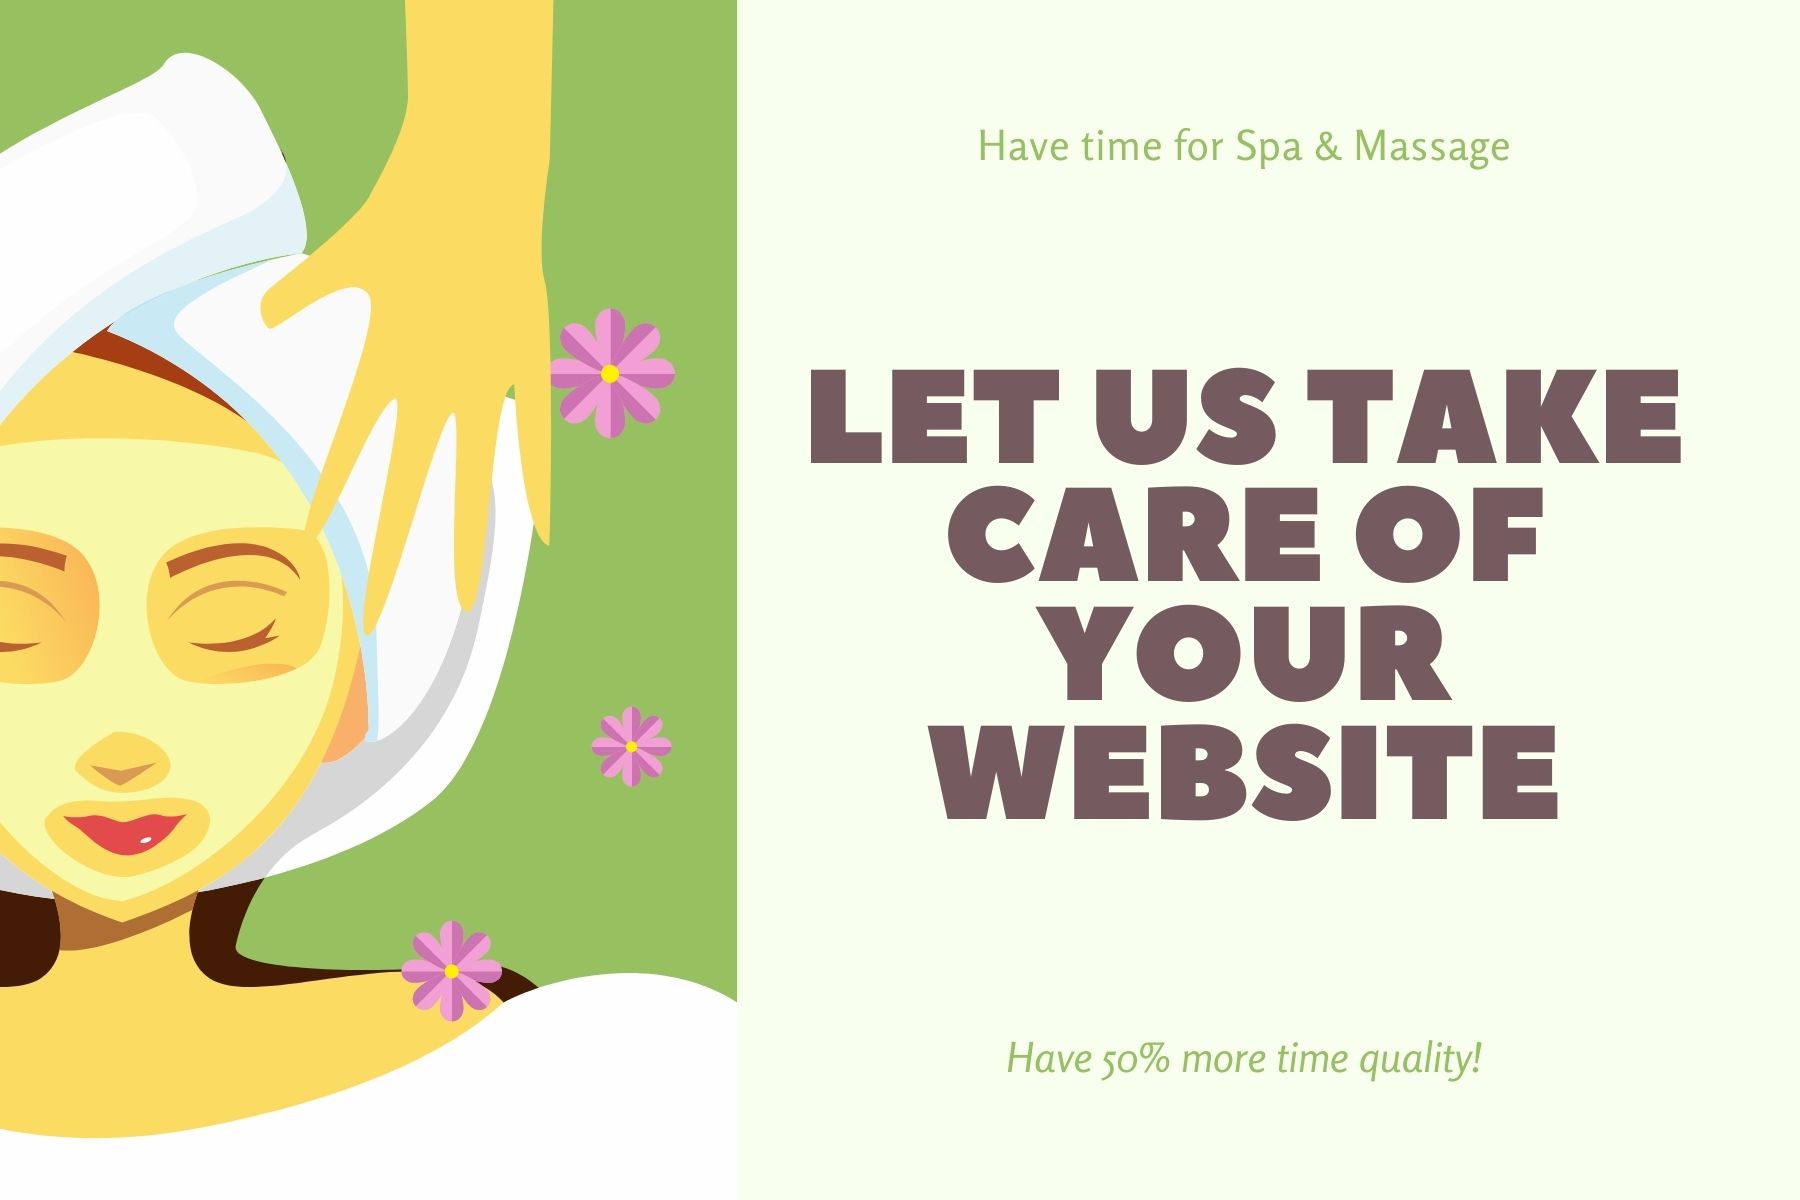 Have time for Spa & Massage
LET US TAKE
CARE OF
YOUR
WEBSITE
Have 50% more time quality!